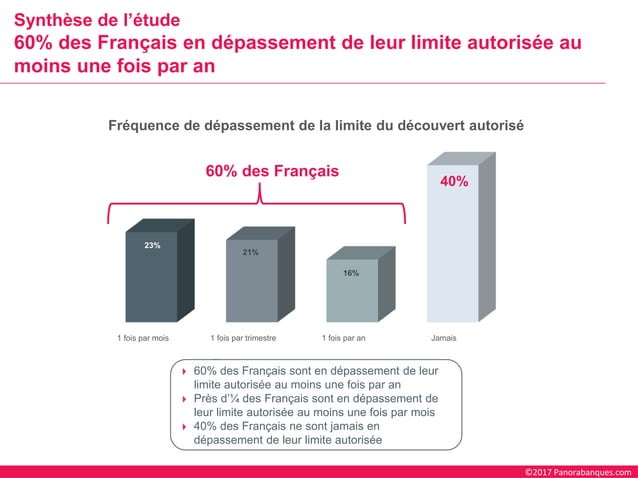 Synthèse de l’étude
60% des Français en dépassement de leur limite autorisée au
moins une fois par an
Fréquence de dépassement de la limite du découvert autorisé
60% des Français
40%
23%
21%
16%
1 fois par mois
1 fois par trimestre
1 fois par an
Jamais
60% des Français sont en dépassement de leur
limite autorisée au moins une fois par an
Près d’¼ des Français sont en dépassement de
leur limite autorisée au moins une fois par mois
40% des Français ne sont jamais en
dépassement de leur limite autorisée
©2017 Panorabanques.com